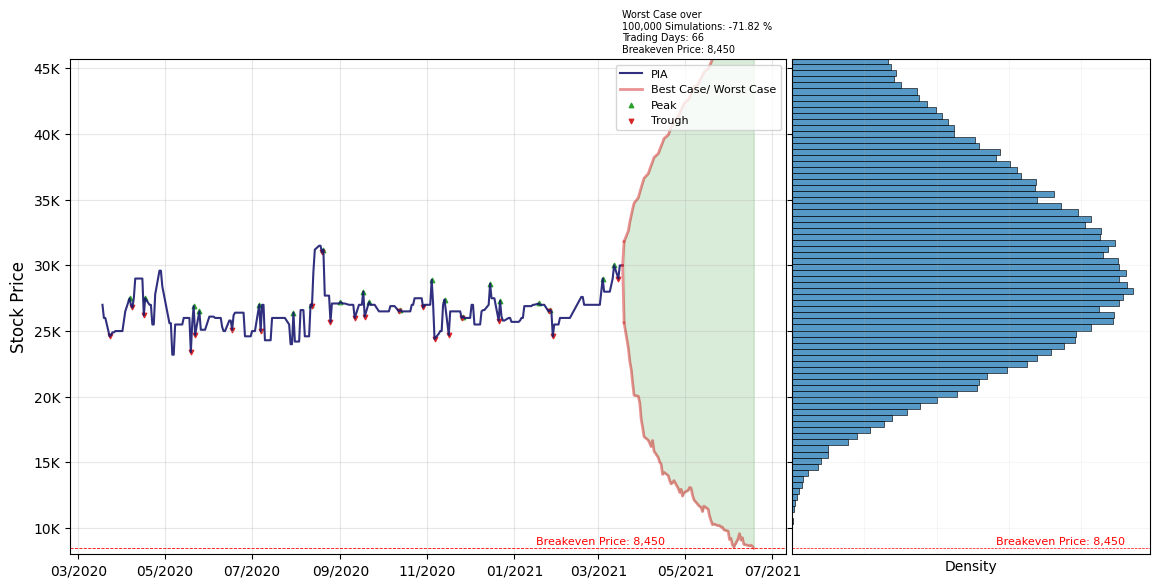 Worst Case over
100,000 Simulations: -71.82 %
Trading Days: 66
Breakeven Price: 8,450
PIA
Best Case/ Worst Case
Peak
Trough
Stock Price
45K
40K
35K
30K
25K
20K
15K
10K
Breakeven Price: 8,450
Breakeven Price: 8,450
03/2020 05/2020 07/2020 09/2020 11/2020 01/2021 03/2021 05/2021 07/2021
Density